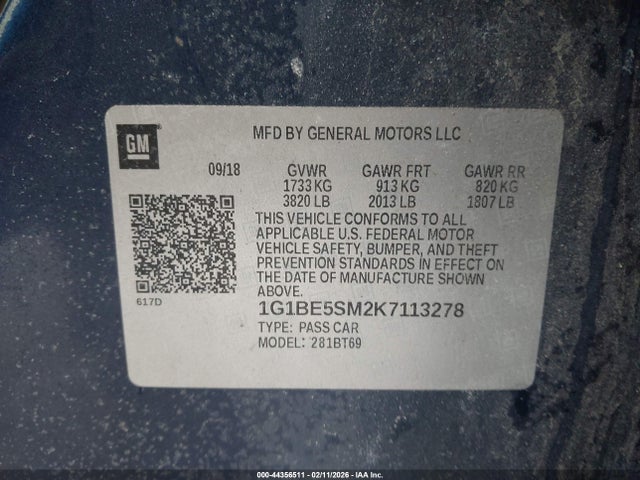 GM
MFD BY GENERAL MOTORS LLC
09/18 GVWR GAWR FRT GAWR RR
1733 KG 913 KG 820 KG
3820 LB 2013 LB 1807 LB
THIS VEHICLE CONFORMS TO ALL
APPLICABLE U.S. FEDERAL MOTOR
VEHICLE SAFETY, BUMPER, AND THEFT
PREVENTION STANDARDS IN EFFECT ON
THE DATE OF MANUFACTURE SHOWN
ABOVE.
617D
1G1BE5SM2K7113278
TYPE: PASS CAR
MODEL: 281BT69
000-44356511 - 02/11/2026 - IAA Inc.